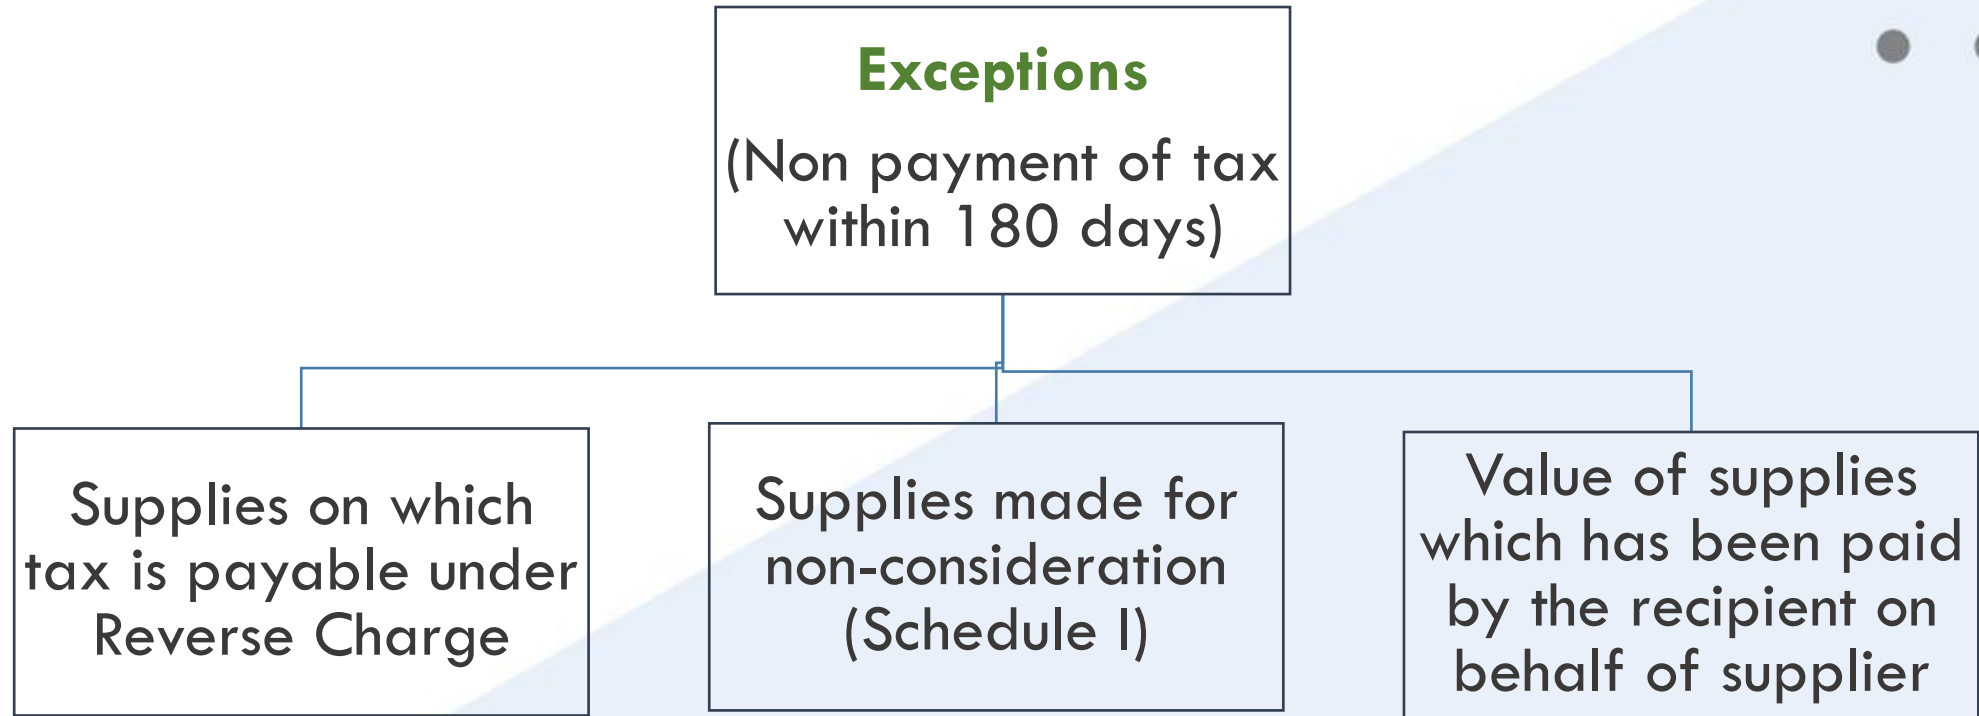 Exceptions
(Non payment of tax
within 180 days)
Supplies on which
tax is payable under
Reverse Charge
Supplies made for
non-consideration
(Schedule I)
Value of supplies
which has been paid
by the recipient on
behalf of supplier